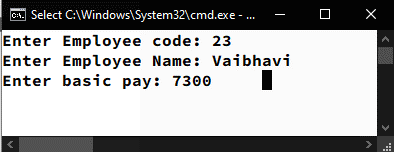 Select C:\Windows\System32\cmd.exe - ...
Enter Employee code: 23
Enter Employee Name: Vaibhavi
Enter basic pay: 7300